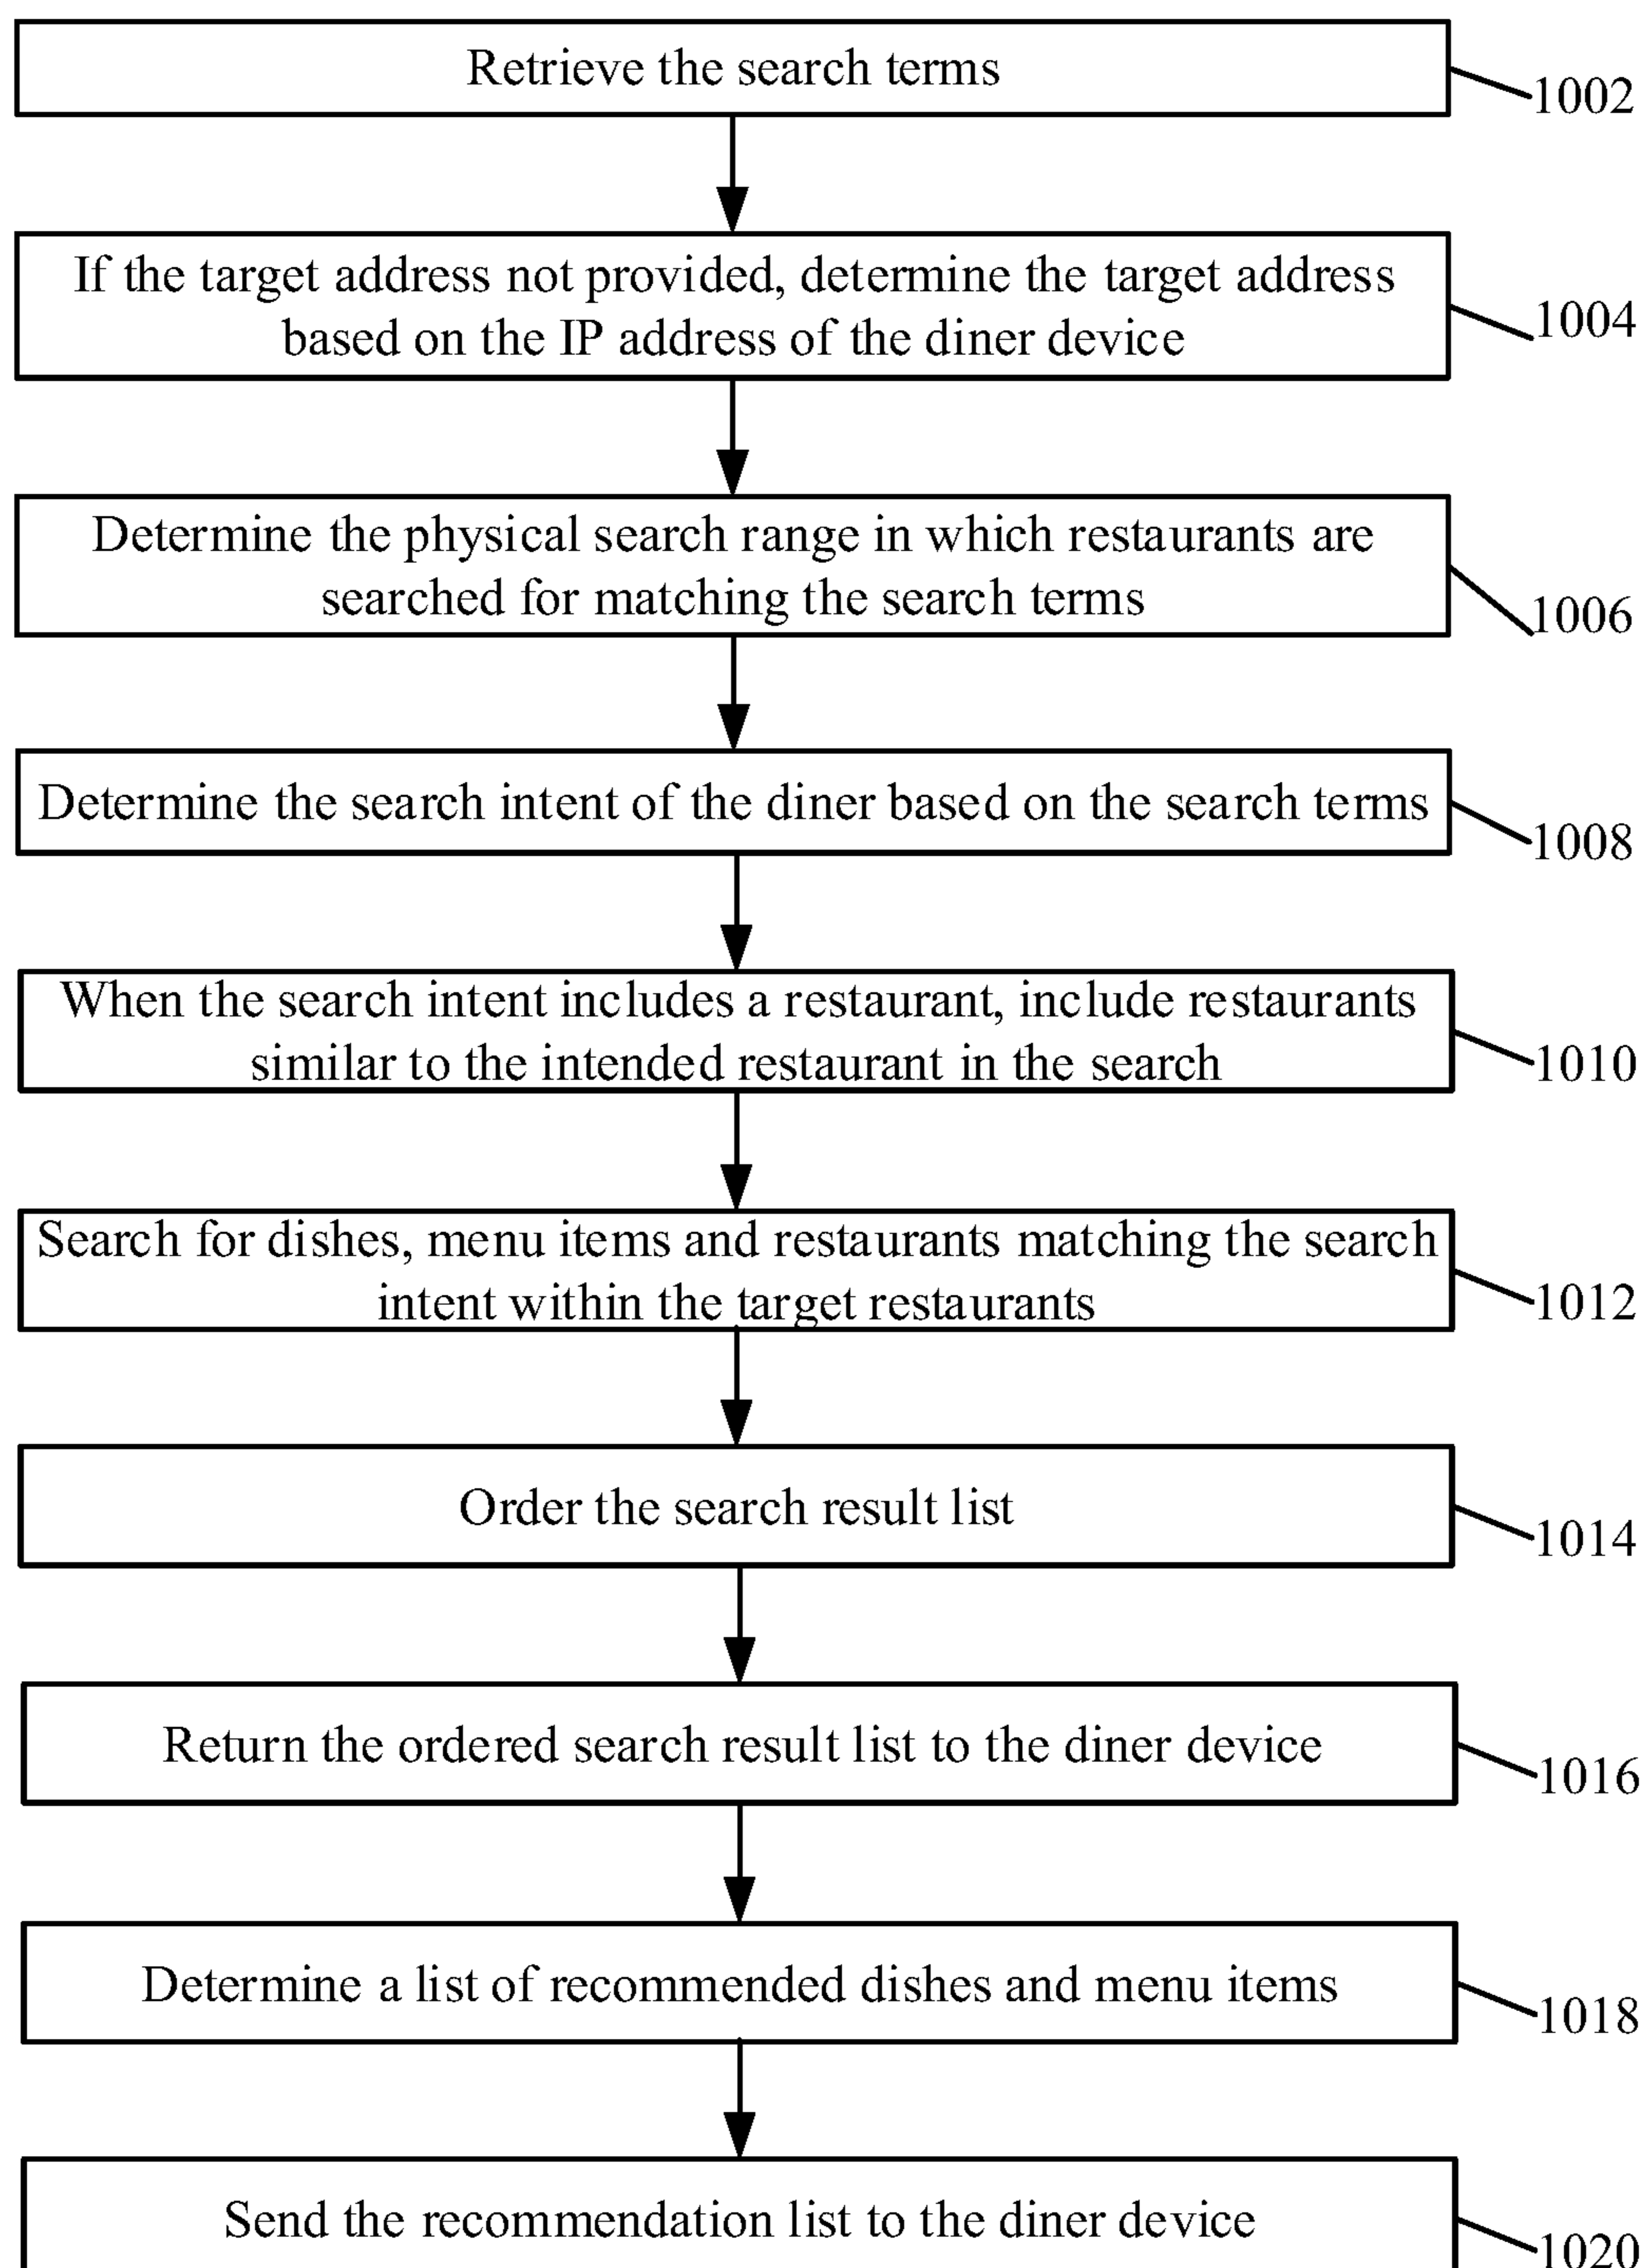 Retrieve the search terms
1002
If the target address not provided, determine the target address
based on the IP address of the diner device
1004
Determine the physical search range in which restaurants are
searched for matching the search terms
1006
Determine the search intent of the diner based on the search terms
1008
When the search intent includes a restaurant, include restaurants
similar to the intended restaurant in the search
1010
Search for dishes, menu items and restaurants matching the search
intent within the target restaurants
1012
Order the search result list
1014
Return the ordered search result list to the diner device
1016
Determine a list of recommended dishes and menu items
1018
Send the recommendation list to the diner device
1020